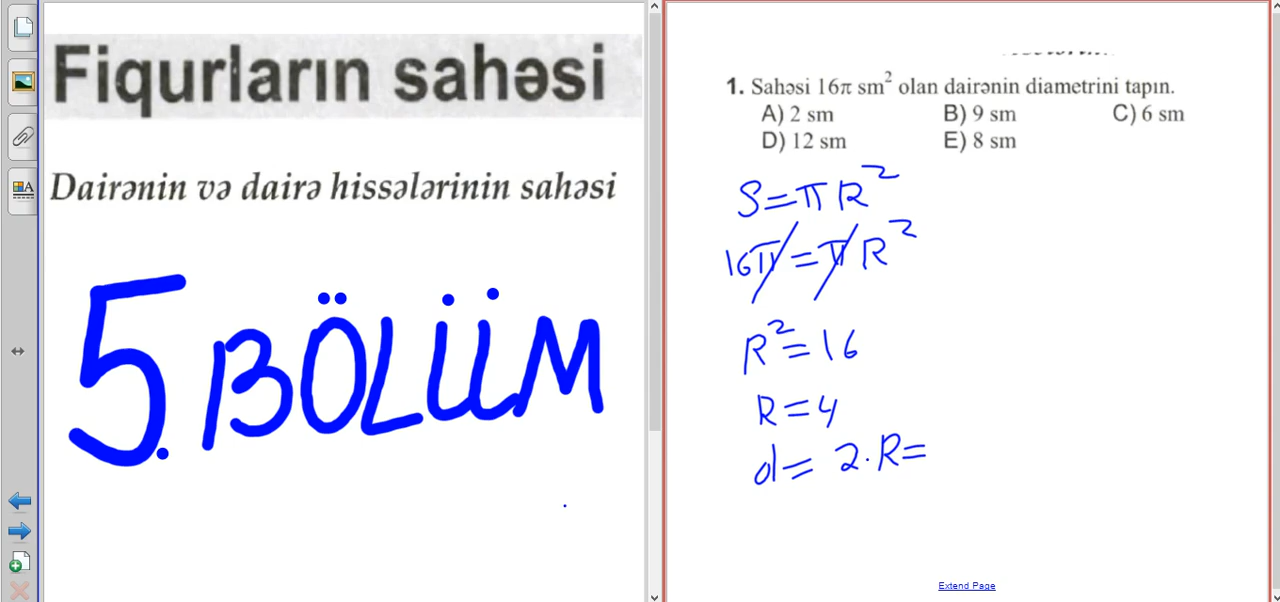 Fiqurların sahəsi
Dairənin və dairə hissələrinin sahəsi
5. BÖLÜM
1. Sahəsi 16π sm² olan dairənin diametrini tapın.
A) 2 sm B) 9 sm C) 6 sm
D) 12 sm E) 8 sm
S=πR²
16π=πR²
R²=16
R=4
d=2·R=
Extend Page